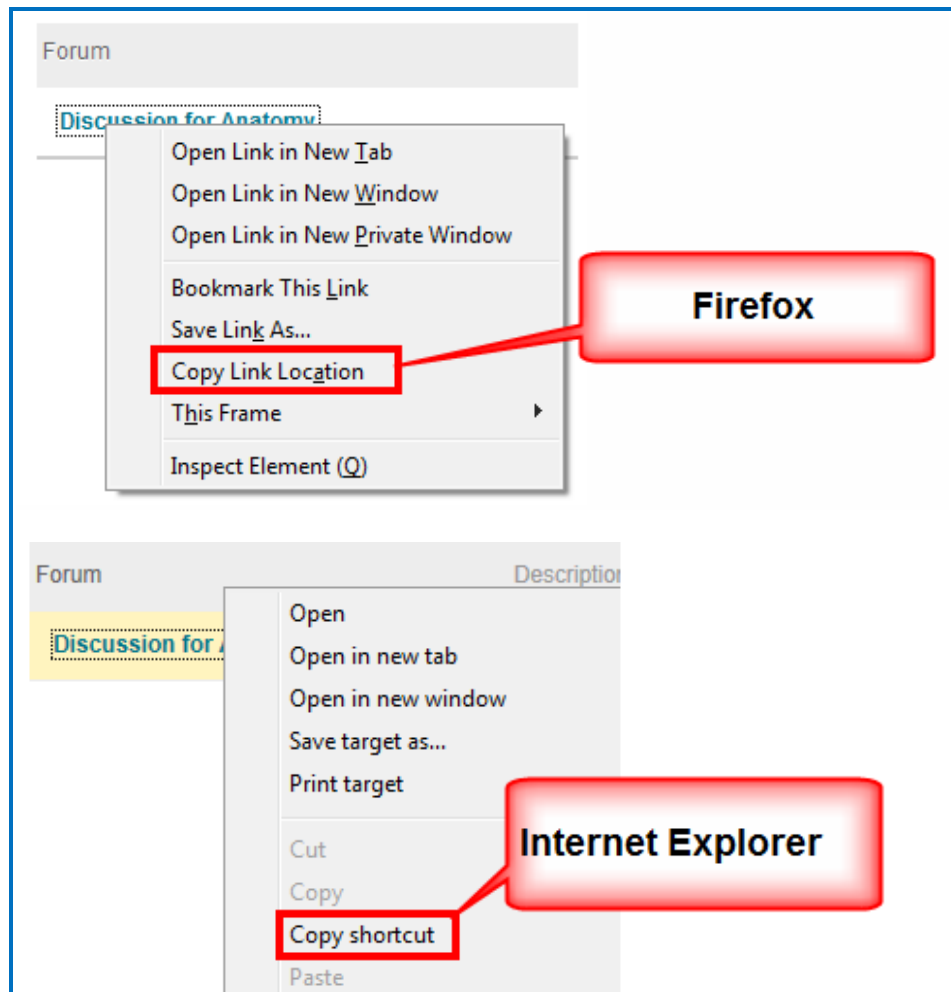 Forum
Discussion for Anatomy
Open Link in New Tab
Open Link in New Window
Open Link in New Private Window
Bookmark This Link
Save Link As...
Copy Link Location
This Frame
Inspect Element (Q)
Firefox
Forum Description
Discussion for
Open
Open in new tab
Open in new window
Save target as...
Print target
Cut
Copy
Copy shortcut
Paste
Internet Explorer